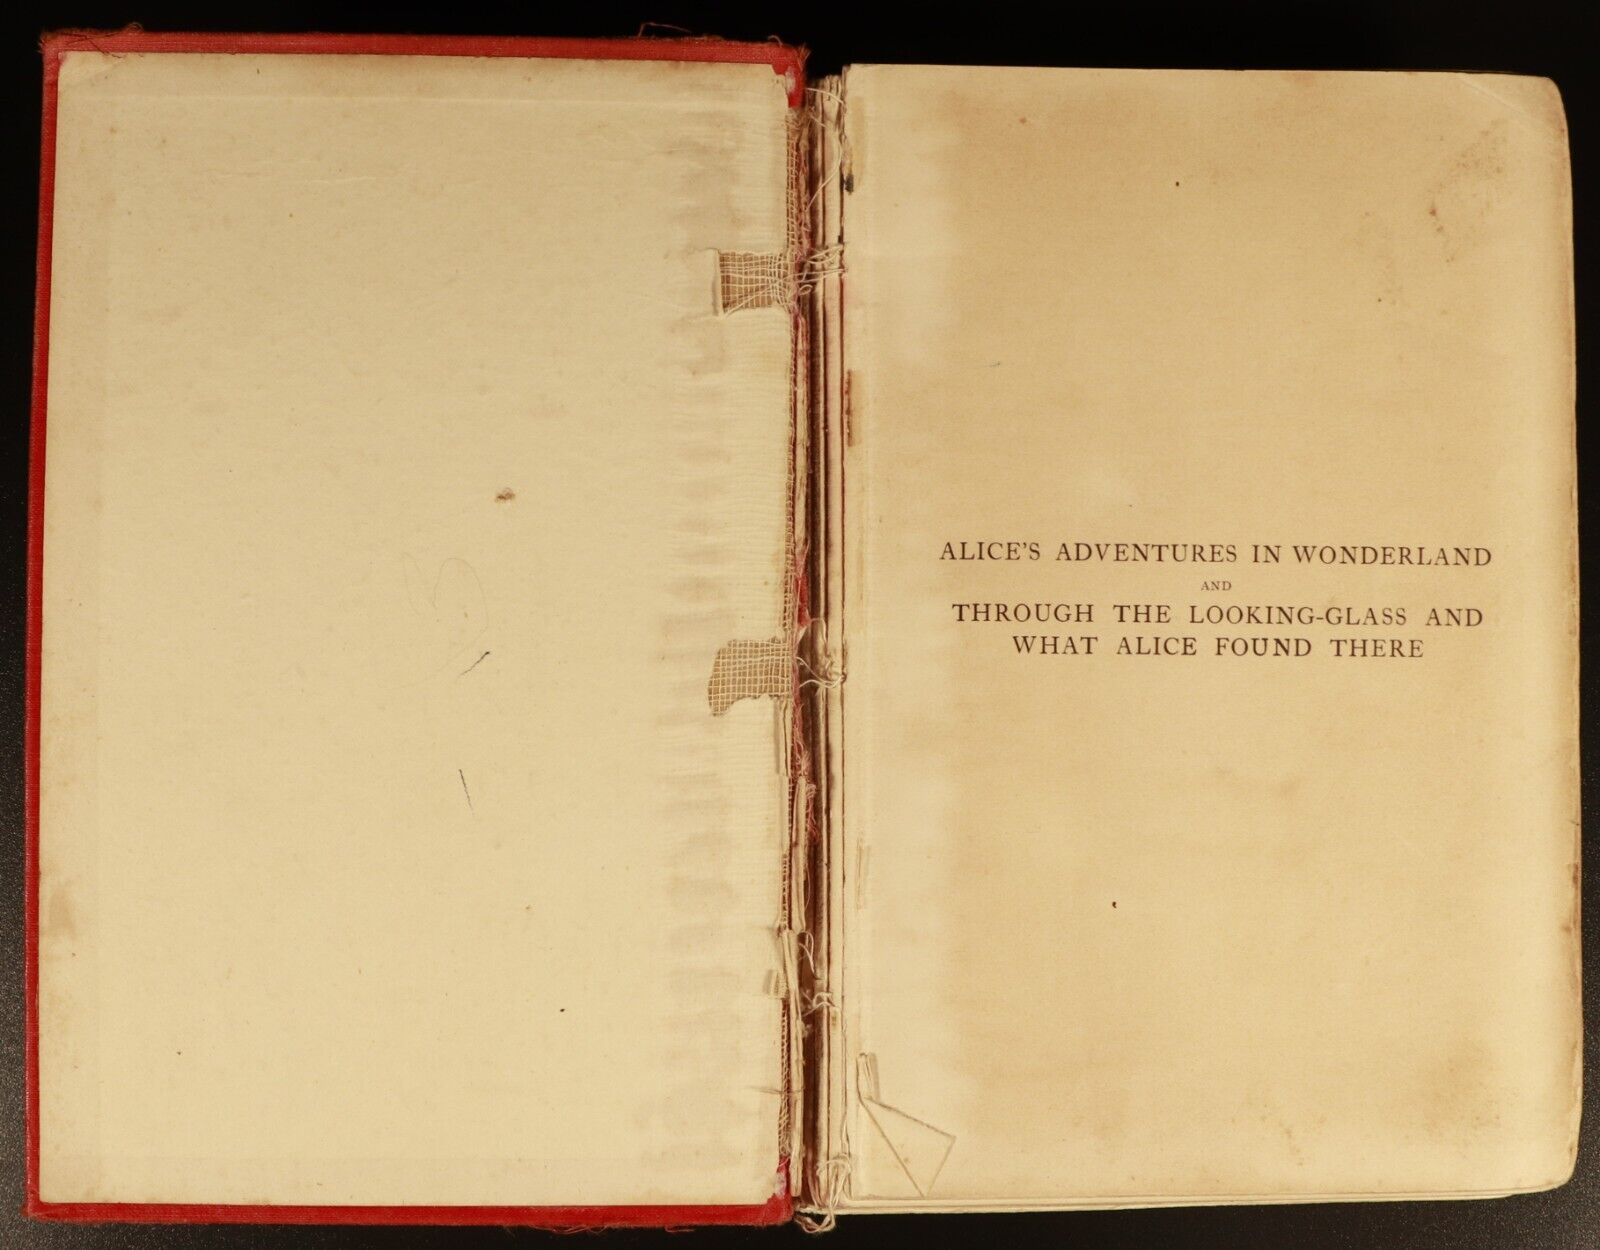 ALICE'S ADVENTURES IN WONDERLAND
AND
THROUGH THE LOOKING-GLASS AND
WHAT ALICE FOUND THERE